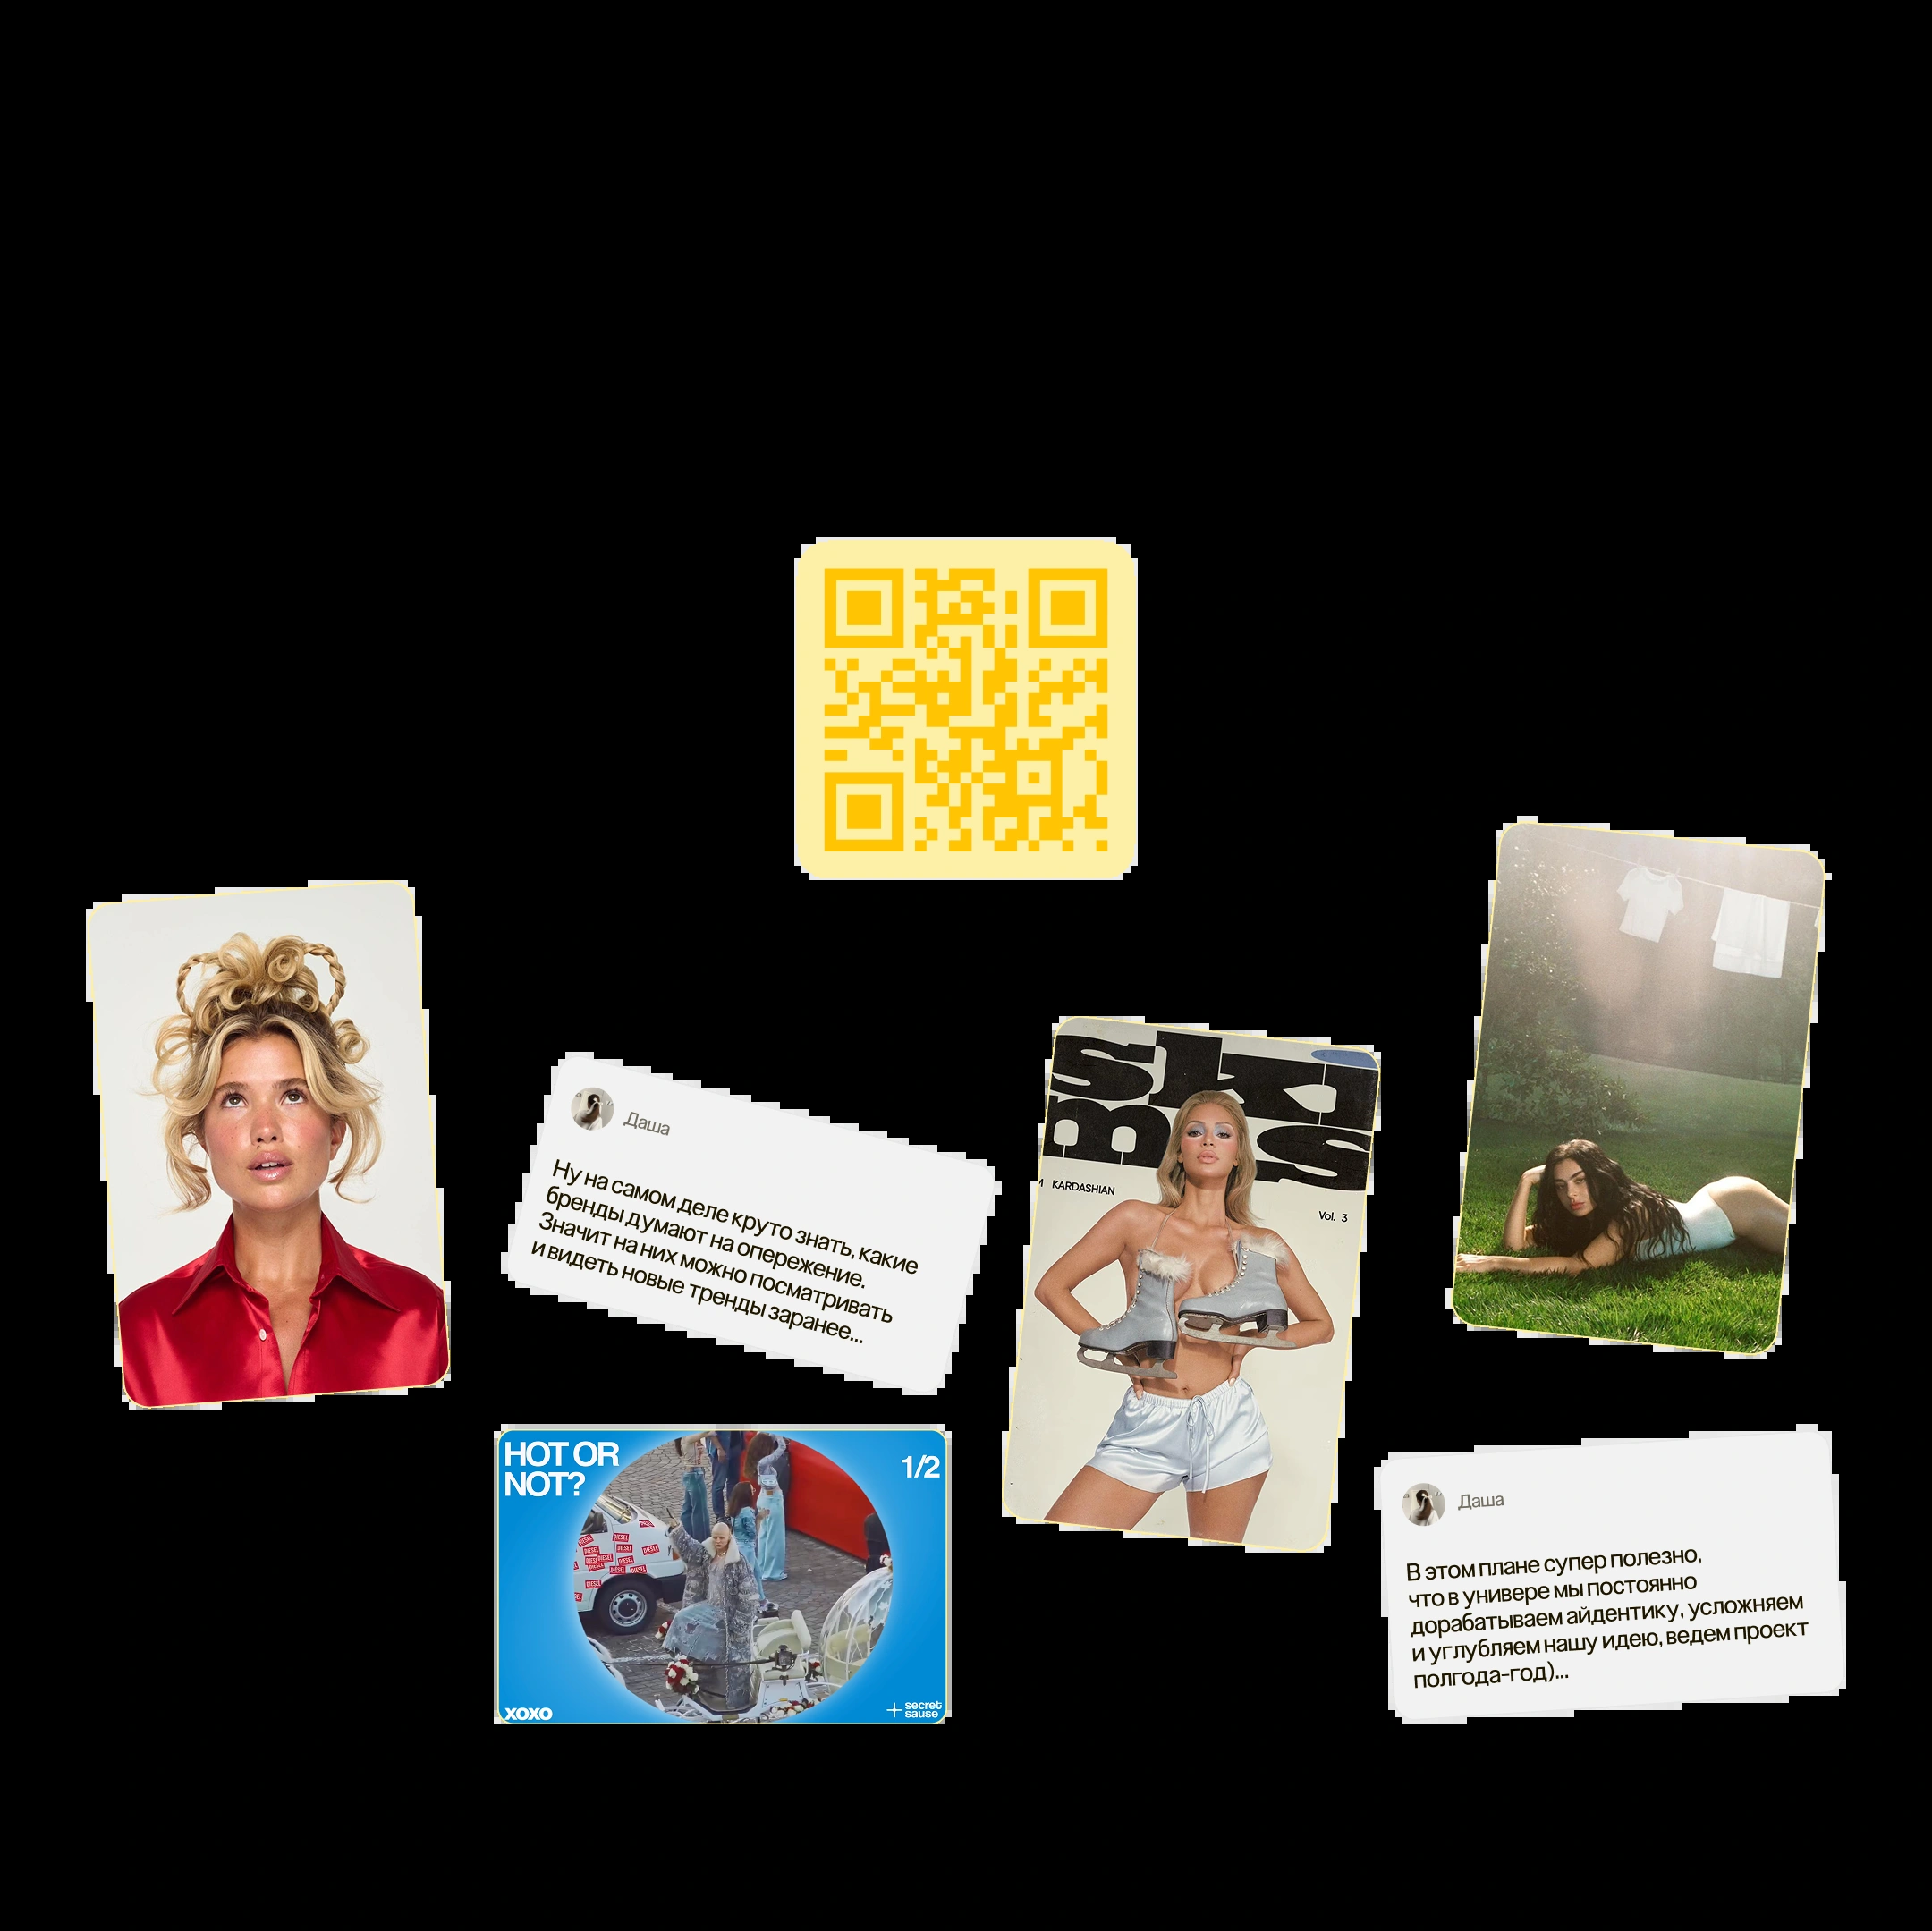 Даша
Ну на самом деле круто знать, какие
бренды думают на опережение.
Значит на них можно посматривать
и видеть новые тренды заранее...
KARDASHIAN
Vol. 3
HOT OR
NOT?
1/2
DIESEL
XOXO
+ secret
sause
Даша
В этом плане супер полезно,
что в универе мы постоянно
дорабатываем айдентику, усложняем
и углубляем нашу идею, ведем проект
полгода-год)...